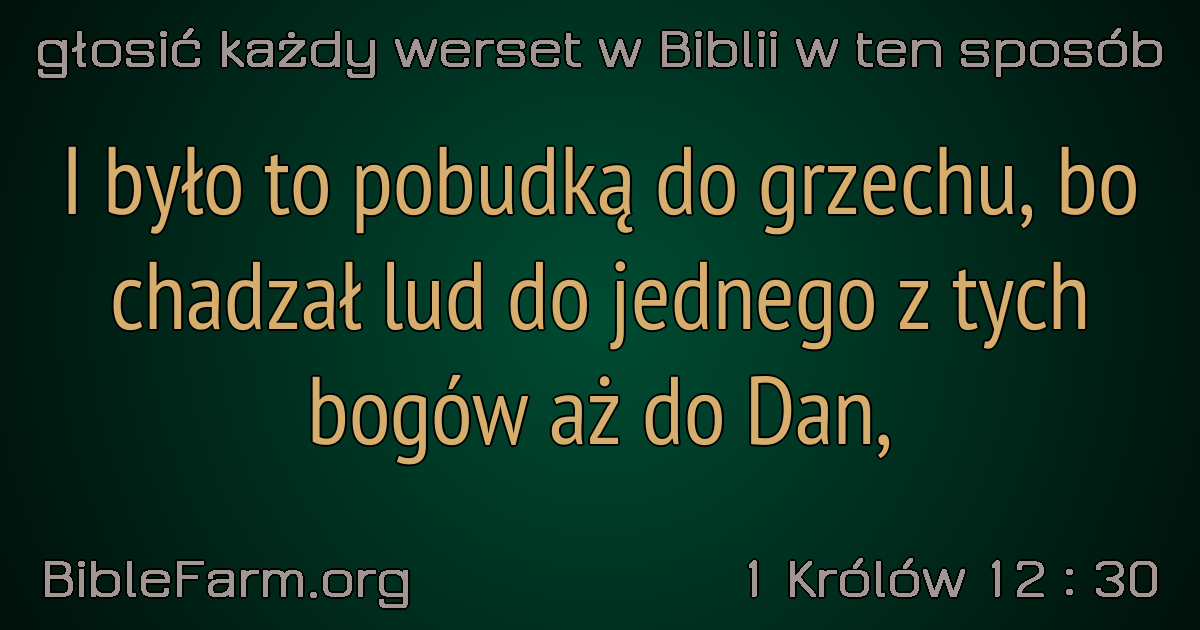 głosić każdy werset w Biblii w ten sposób
I było to pobudką do grzechu, bo
chadzał lud do jednego z tych
bogów aż do Dan,
BibleFarm.org
1 Królów 12 : 30